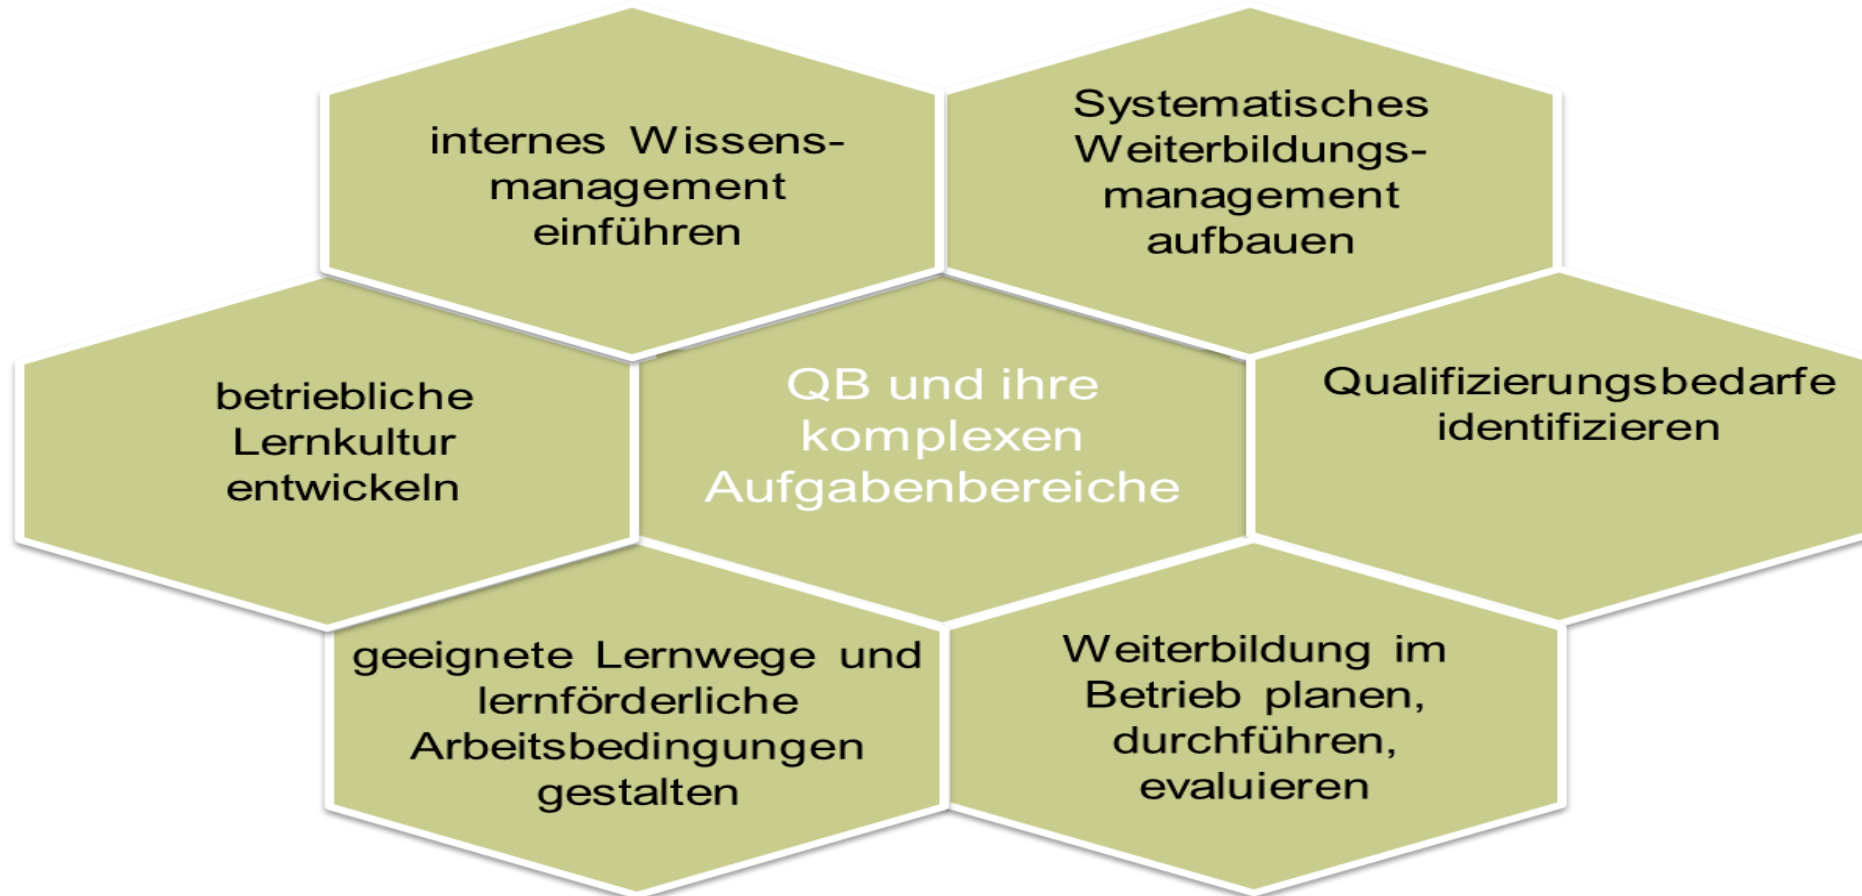 internes Wissens-
management
einführen
Systematisches
Weiterbildungs-
management
aufbauen
betriebliche
Lernkultur
entwickeln
QB und ihre
komplexen
Aufgabenbereiche
Qualifizierungsbedarfe
identifizieren
geeignete Lernwege und
lernförderliche
Arbeitsbedingungen
gestalten
Weiterbildung im
Betrieb planen,
durchführen,
evaluieren